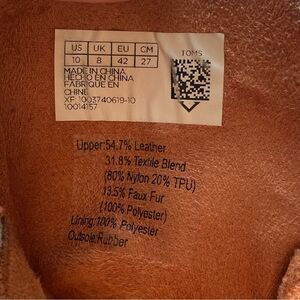 US UK EU CM
10 8 42 27
TOMS
MADE IN CHINA
HECHO EN CHINA
FABRIQUE EN
CHINE
XF: 1003740619-10
10014157
Upper:54.7% Leather
31.8% Textile Blend
(80% Nylon 20% TPU)
13.5% Faux Fur
(100% Polyester)
Lining:100% Polyester
Outsole:Rubber